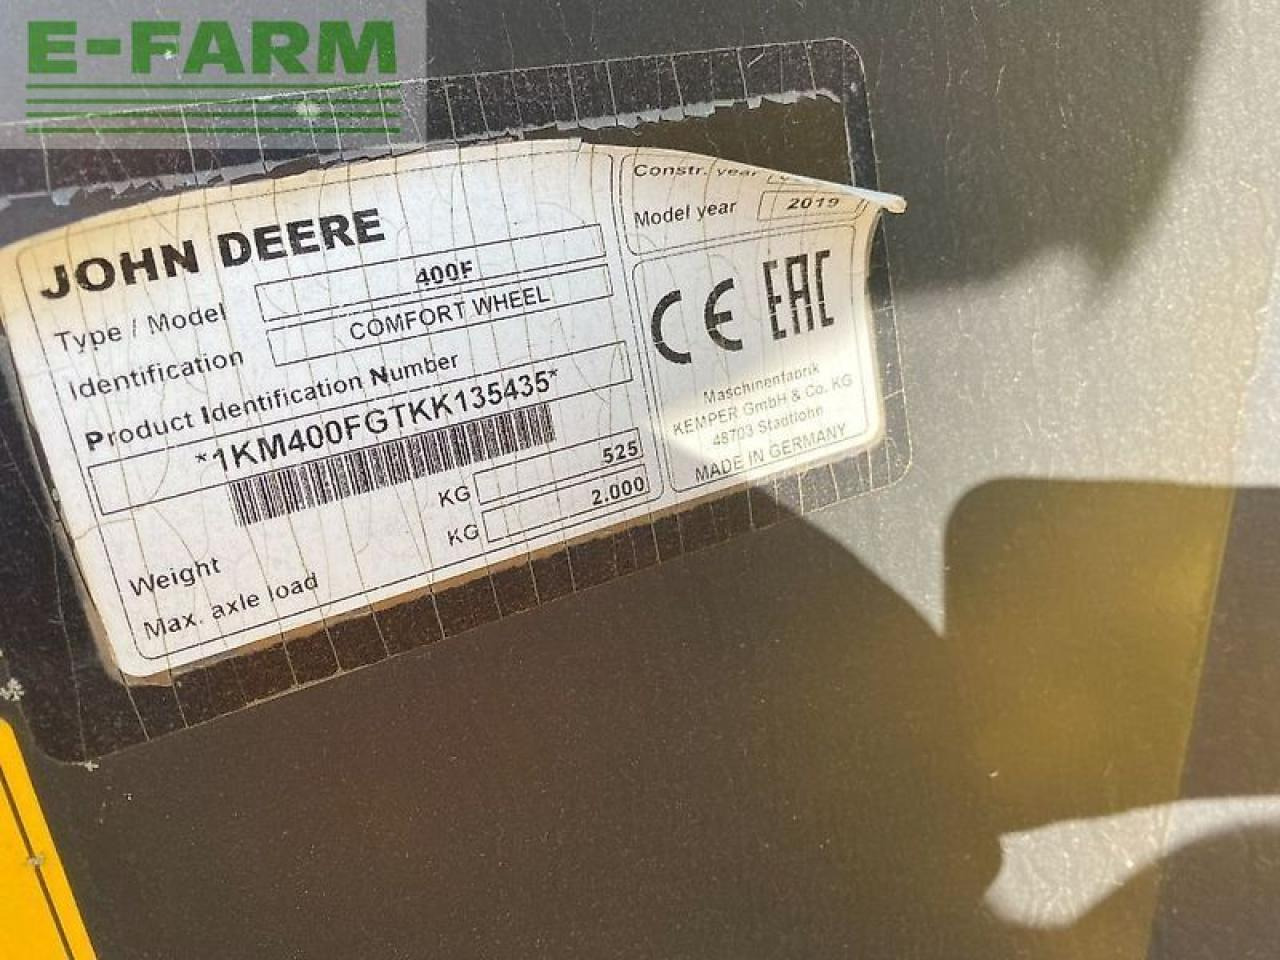 E-FARM
JOHN DEERE
Type / Model 400F
Identification COMFORT WHEEL
Product Identification Number
*1KM400FGTKK135435*
Weight KG 525
Max. axle load KG 2.000
Constr. year
Model year 2019
CE EAC
Maschinenfabrik
KEMPER GmbH & Co. KG
48703 Stadtlohn
MADE IN GERMANY